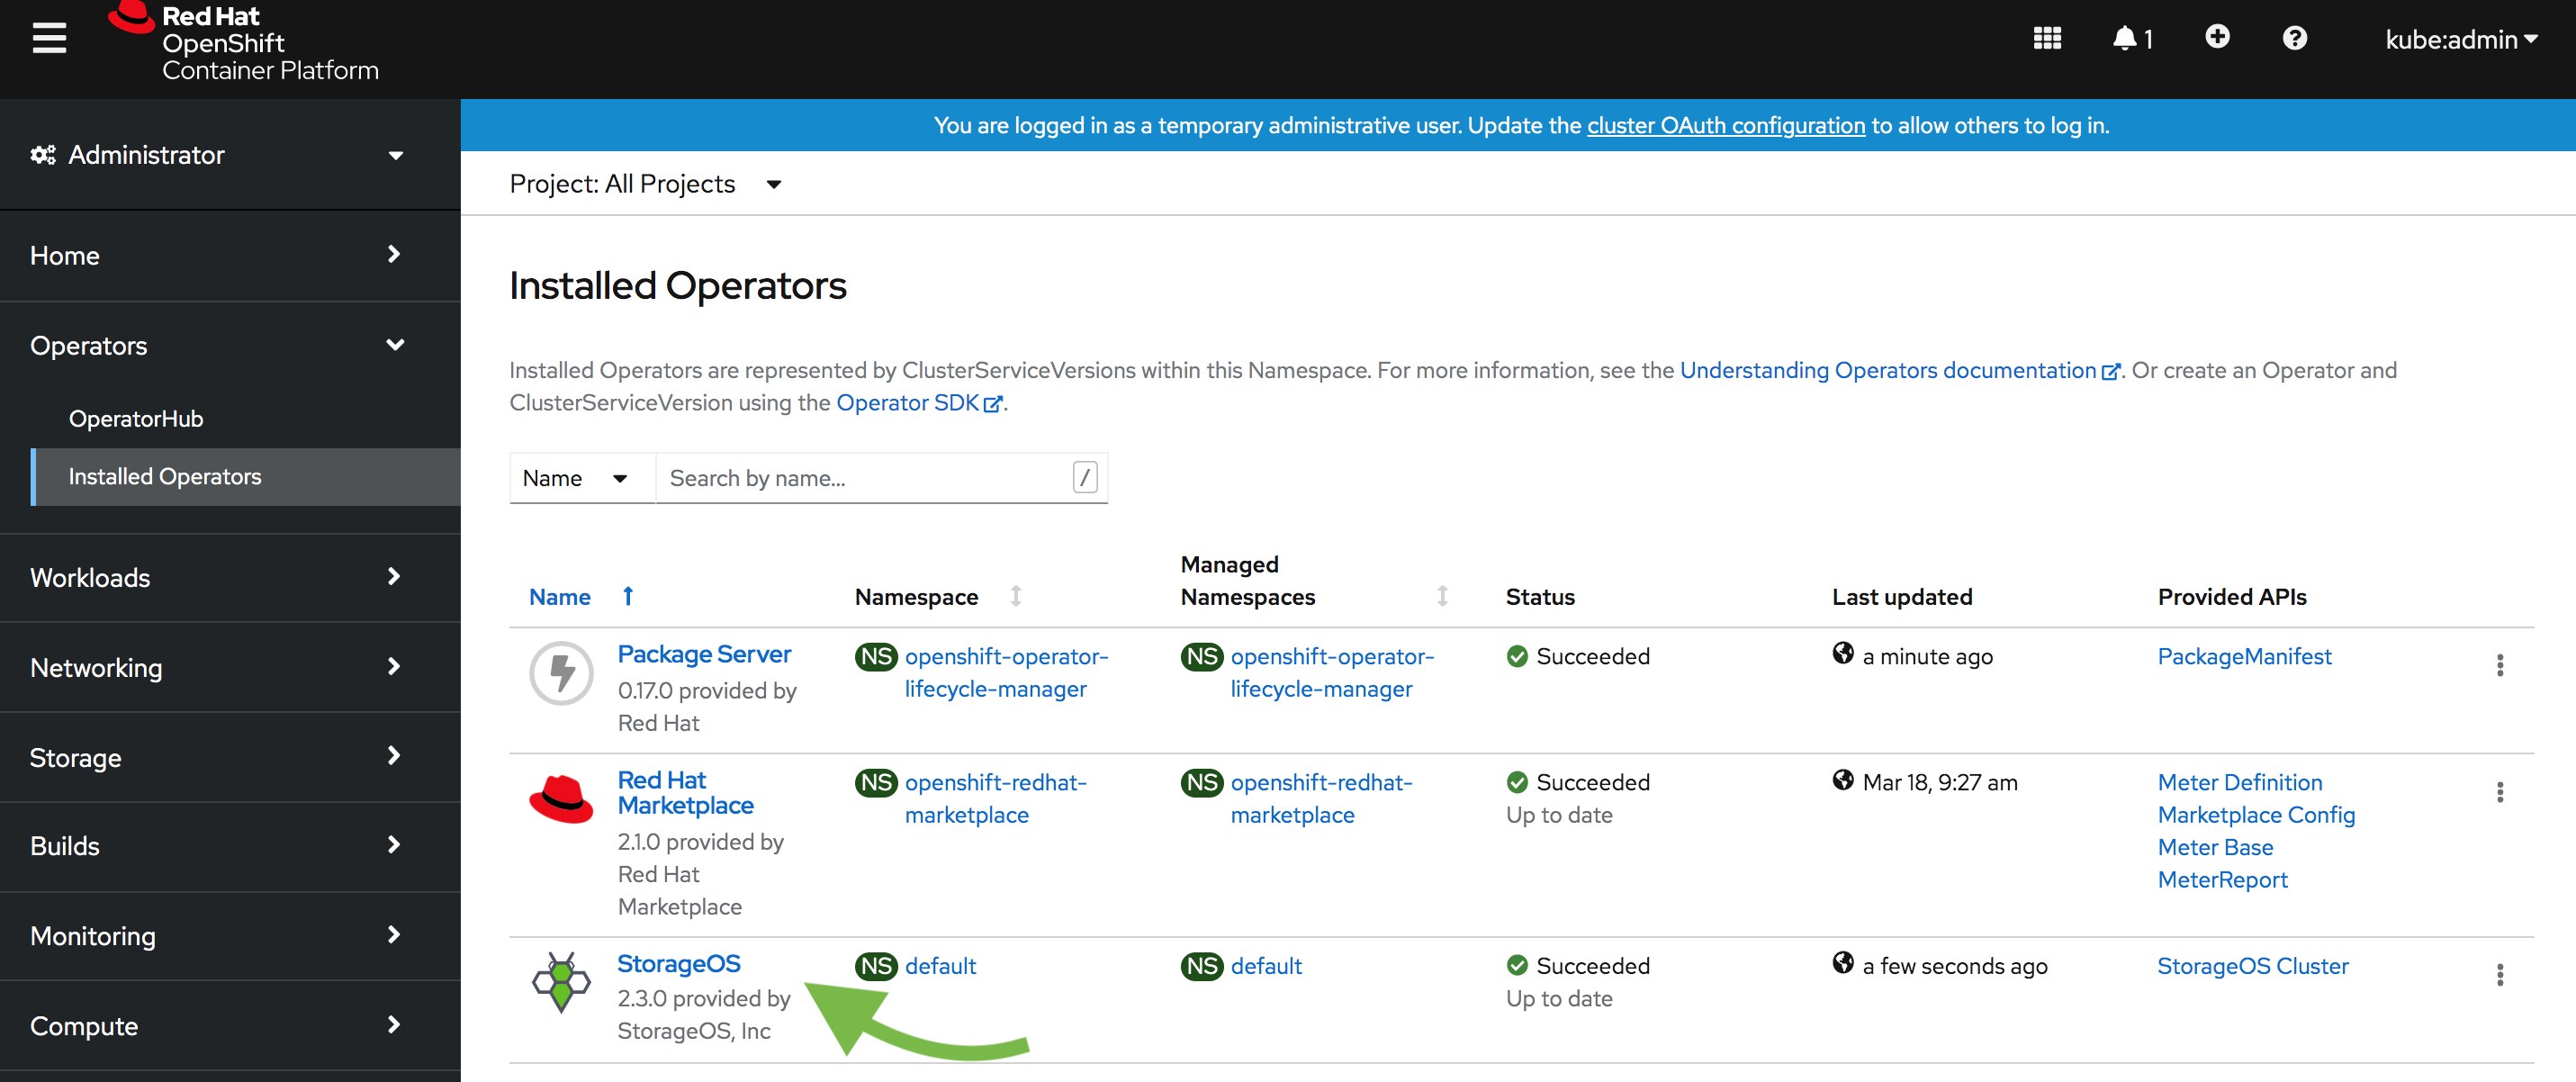 Red Hat
OpenShift
Container Platform
1
kube:admin
Administrator
Home
Operators
OperatorHub
Installed Operators
Workloads
Networking
Storage
Builds
Monitoring
Compute
You are logged in as a temporary administrative user. Update the cluster OAuth configuration to allow others to log in.
Project: All Projects
Installed Operators
Installed Operators are represented by ClusterServiceVersions within this Namespace. For more information, see the Understanding Operators documentation. Or create an Operator and
ClusterServiceVersion using the Operator SDK.
Name
Search by name...
/
Name
Namespace
Managed
Namespaces
Status
Last updated
Provided APIs
Package Server
0.17.0 provided by
Red Hat
NS openshift-operator-
lifecycle-manager
NS openshift-operator-
lifecycle-manager
Succeeded
a minute ago
PackageManifest
Red Hat
Marketplace
2.1.0 provided by
Red Hat
Marketplace
NS openshift-redhat-
marketplace
NS openshift-redhat-
marketplace
Succeeded
Up to date
Mar 18, 9:27 am
Meter Definition
Marketplace Config
Meter Base
MeterReport
StorageOS
2.3.0 provided by
StorageOS, Inc
NS default
NS default
Succeeded
Up to date
a few seconds ago
StorageOS Cluster